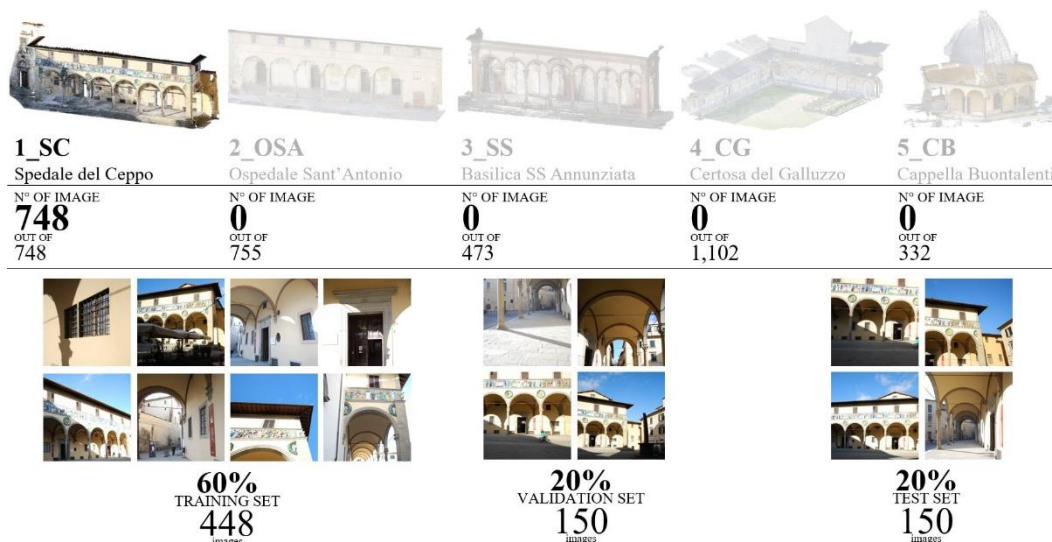 1_SC 2_OSA 3_SS 4_CG 5_CB
Spedale del Ceppo Ospedale Sant’Antonio Basilica SS Annunziata Certosa del Galluzzo Cappella Buontalenti
N° OF IMAGE N° OF IMAGE N° OF IMAGE N° OF IMAGE N° OF IMAGE
748 0 0 0 0
OUT OF OUT OF OUT OF OUT OF OUT OF
748 755 473 1,102 332
60% 20% 20%
TRAINING SET VALIDATION SET TEST SET
448 150 150
images images images